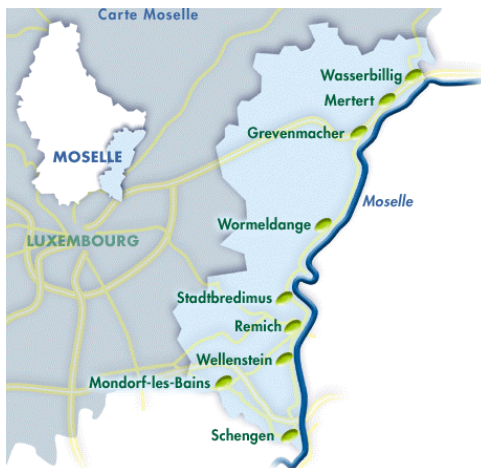 Carte Moselle
Wasserbillig
Mertert
Grevenmacher
MOSELLE
Moselle
Wormeldange
LUXEMBOURG
Stadtbredimus
Remich
Wellenstein
Mondorf-les-Bains
Schengen